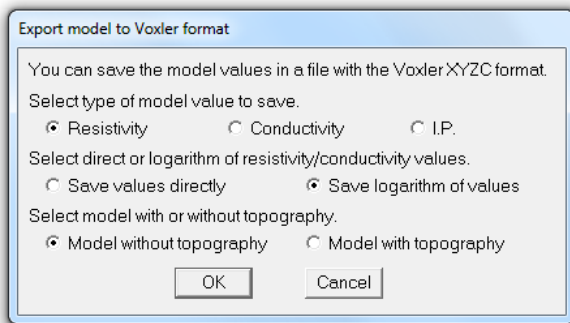 Export model to Voxler format
You can save the model values in a file with the Voxler XYZC format.
Select type of model value to save.
Resistivity Conductivity I.P.
Select direct or logarithm of resistivity/conductivity values.
Save values directly Save logarithm of values
Select model with or without topography.
Model without topography Model with topography
OK Cancel